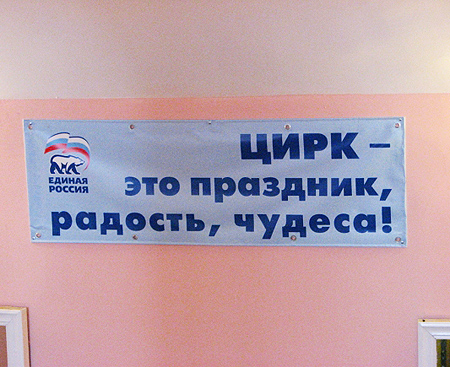 ЦИРК –
это праздник,
радость, чудеса!
ЕДИНАЯ
РОССИЯ